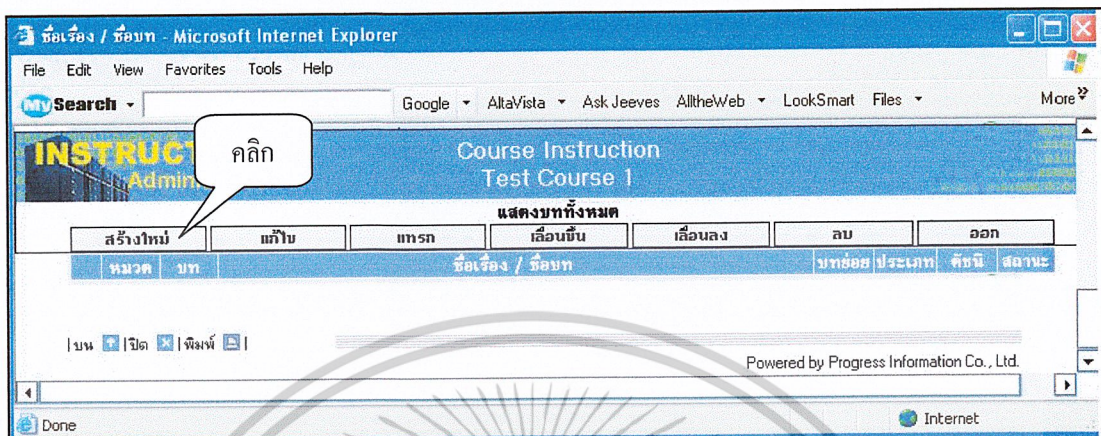 ชื่อเรื่อง / ชื่อบท - Microsoft Internet Explorer
File Edit View Favorites Tools Help
My Search Google AltaVista Ask Jeeves AlltheWeb LookSmart Files More
INSTRUCT Course Instruction
คลิก
Admin Test Course 1
แสดงบททั้งหมด
สร้างใหม่ แก้ไข แทรก เลื่อนขึ้น เลื่อนลง ลบ ออก
หมวด บท ชื่อเรื่อง / ชื่อบท บทย่อย ประเภท ดัชนี สถานะ
|บน |ปิด |พิมพ์ |
Powered by Progress Information Co., Ltd.
Done Internet